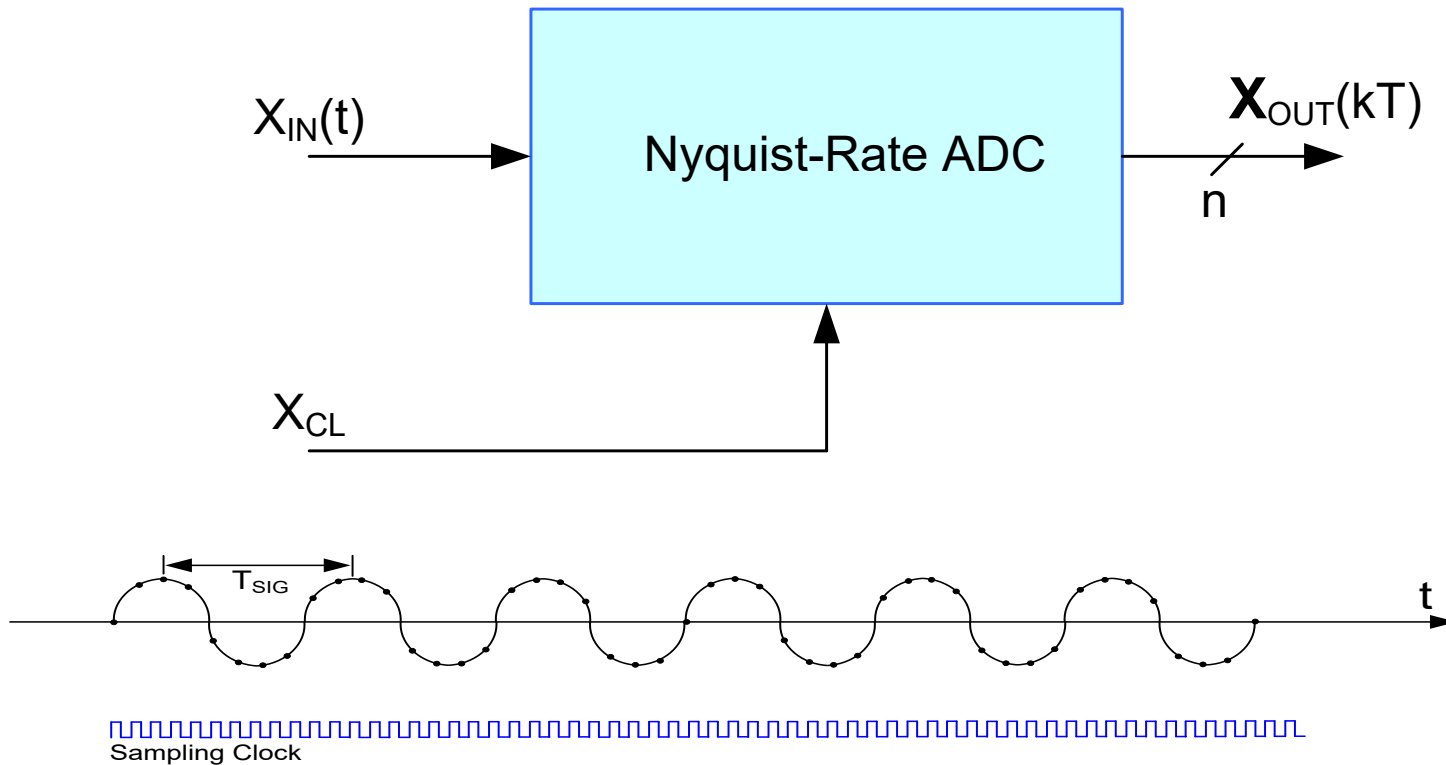 X_IN(t)
Nyquist-Rate ADC
X_OUT(kT)
n
X_CL
T_SIG
t
Sampling Clock